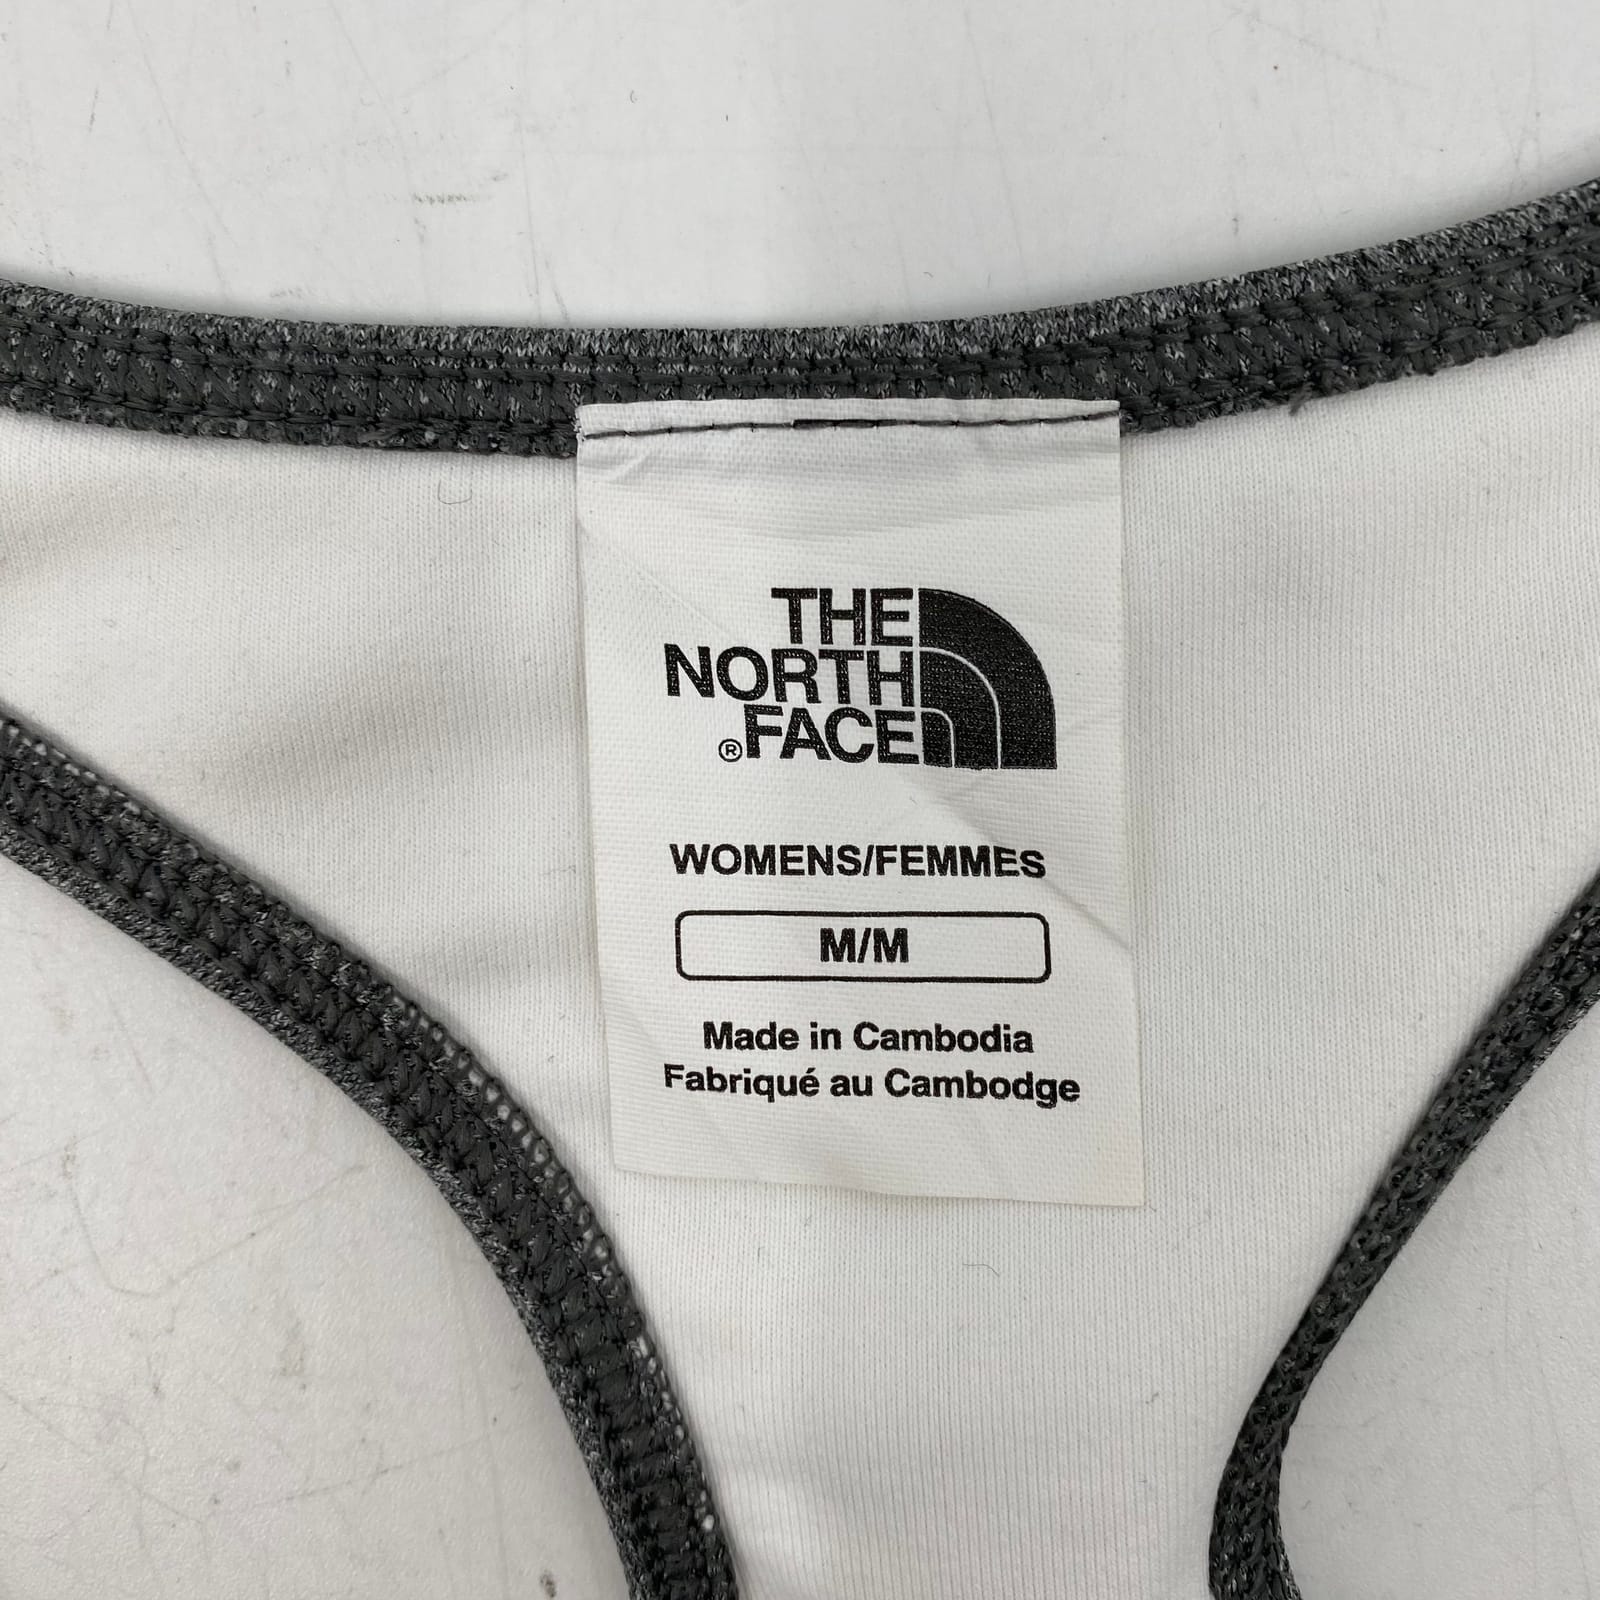 THE
NORTH
®FACE
WOMENS/FEMMES
M/M
Made in Cambodia
Fabriqué au Cambodge